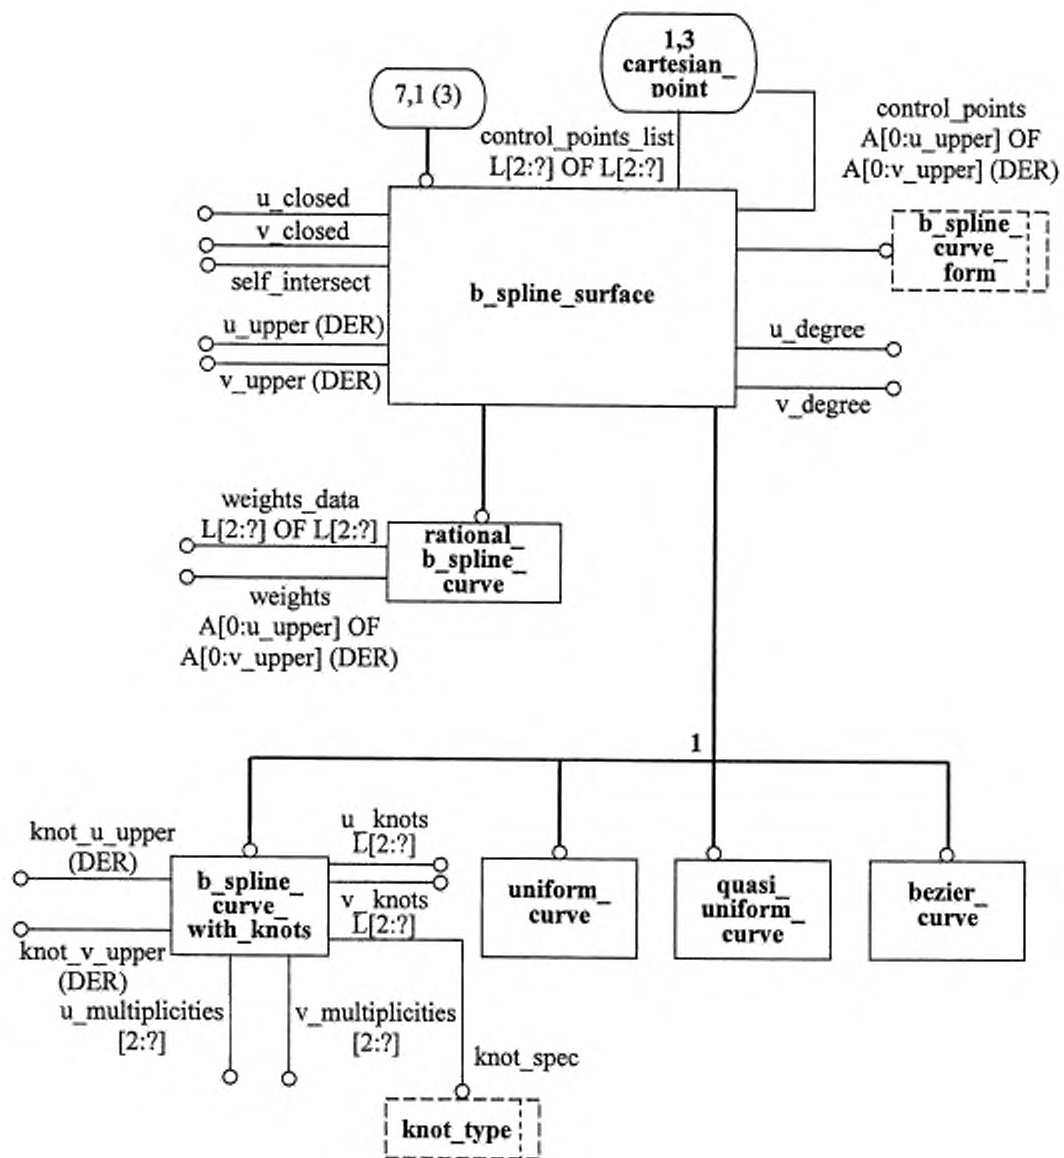 1,3
cartesian_
point
7,1 (3)
control_points_list
L[2:?] OF L[2:?]
control_points
A[0:u_upper] OF
A[0:v_upper] (DER)
u_closed
v_closed
self_intersect
u_upper (DER)
v_upper (DER)
b_spline_surface
b_spline_
curve_
form
u_degree
v_degree
weights_data
L[2:?] OF L[2:?]
weights
A[0:u_upper] OF
A[0:v_upper] (DER)
rational_
b_spline_
curve
1
knot_u_upper
(DER)
knot_v_upper
(DER)
b_spline_
curve_
with_knots
u_knots
L[2:?]
v_knots
L[2:?]
uniform_
curve
quasi_
uniform_
curve
bezier_
curve
u_multiplicities
[2:?]
v_multiplicities
[2:?]
knot_spec
knot_type